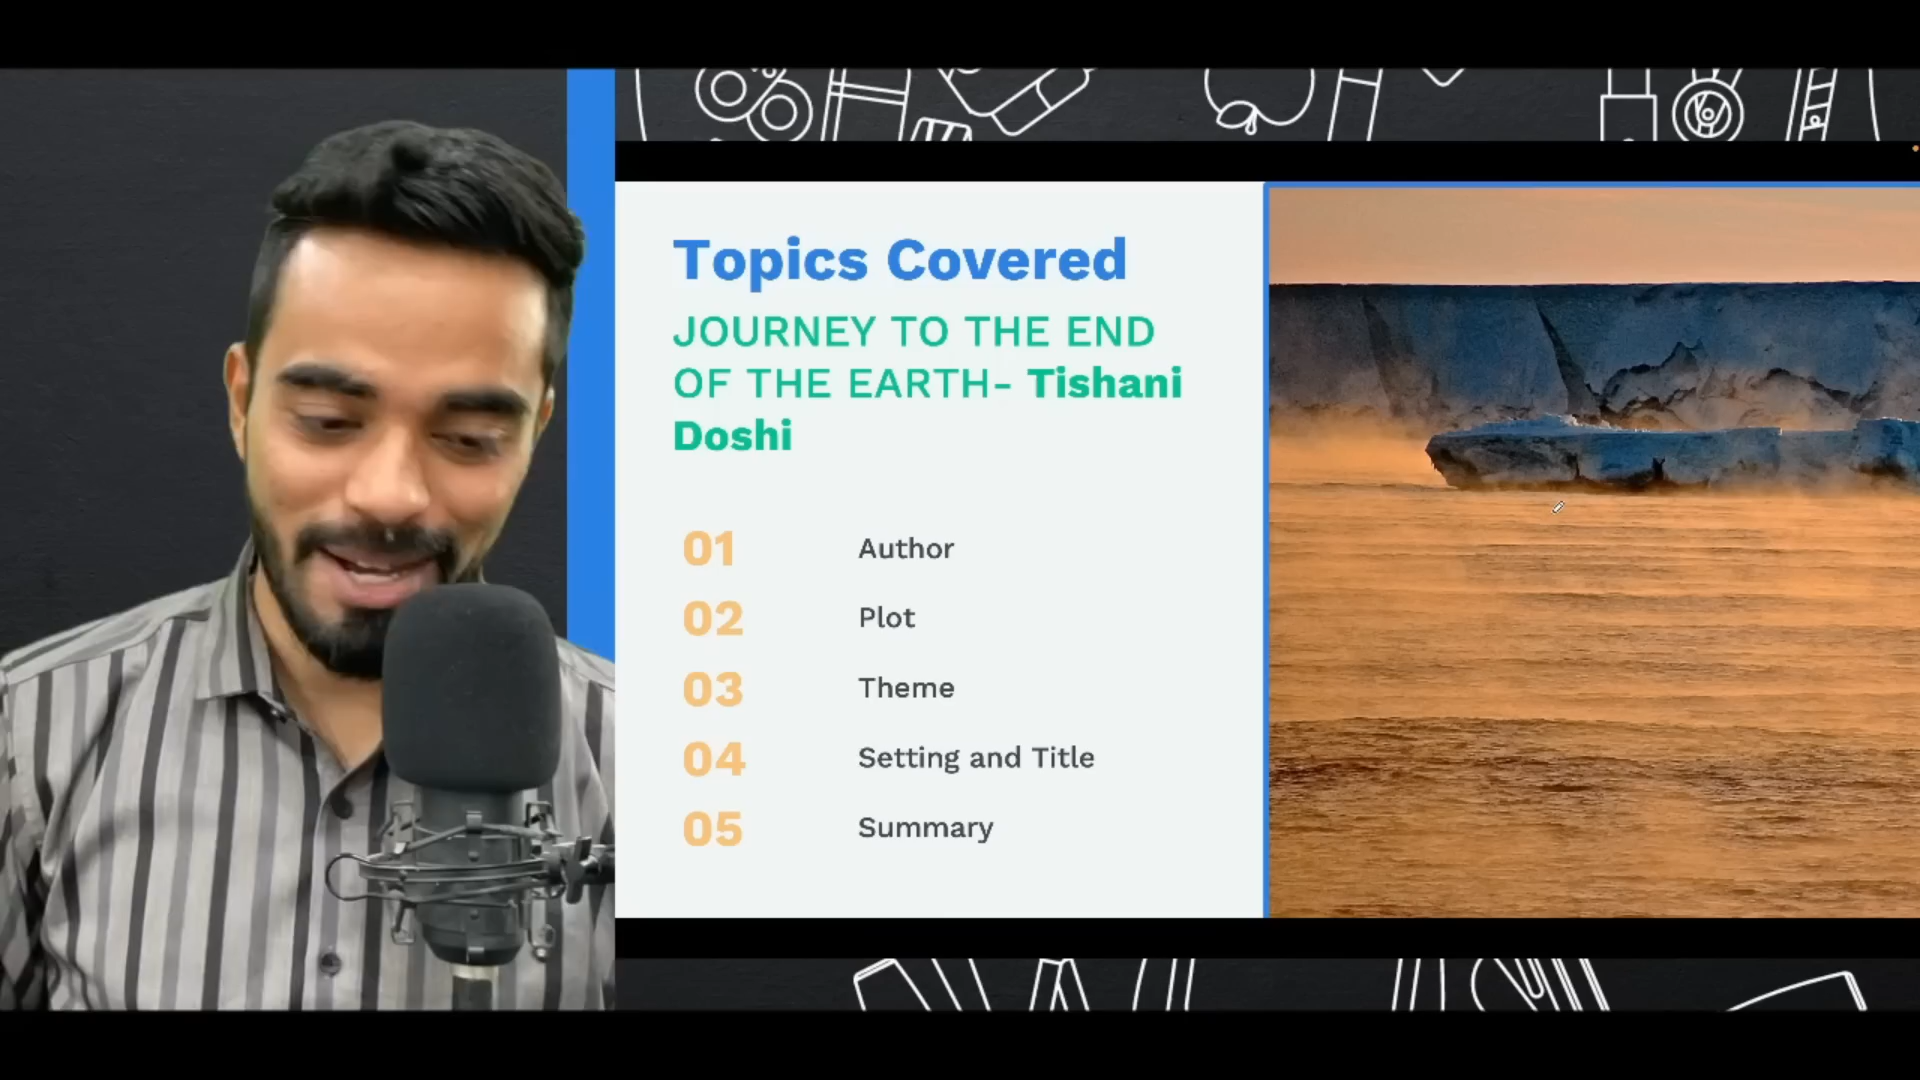 Topics Covered
JOURNEY TO THE END
OF THE EARTH- Tishani
Doshi
01 Author
02 Plot
03 Theme
04 Setting and Title
05 Summary